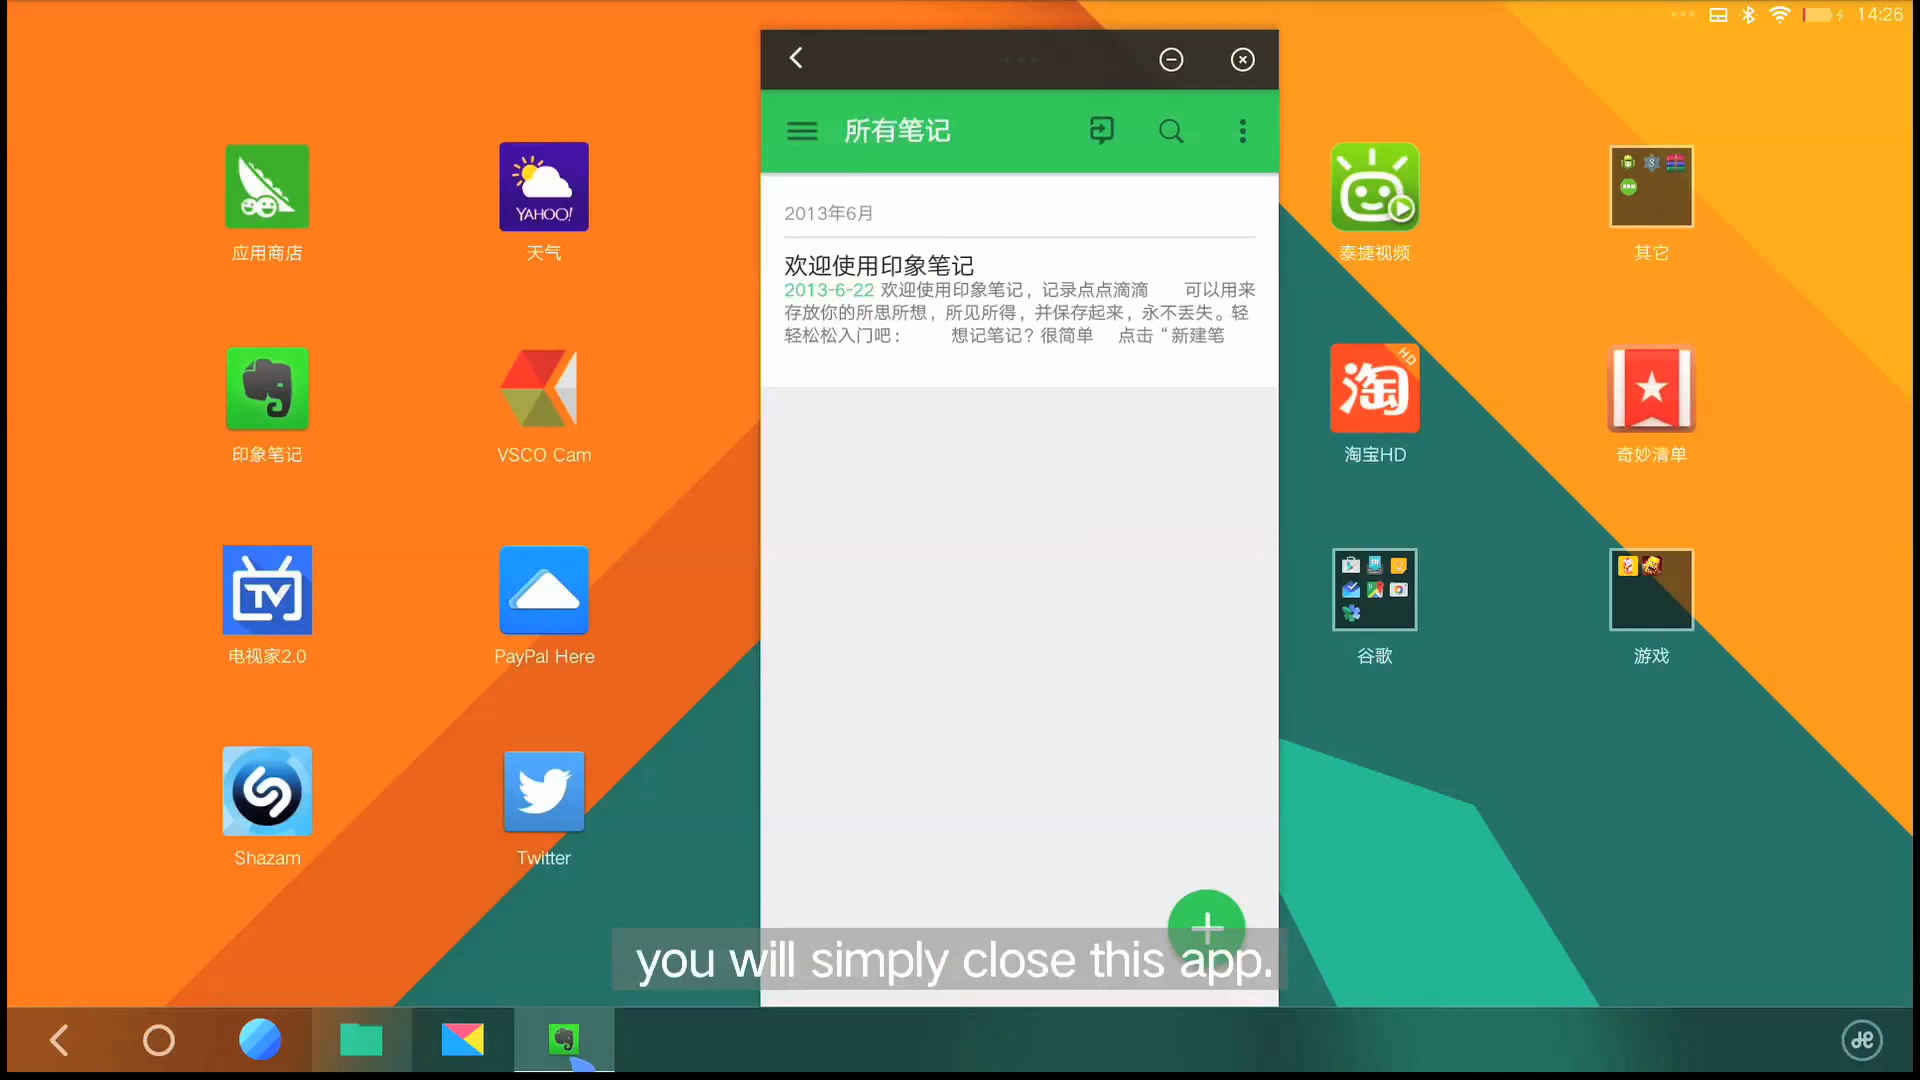 14:26
所有笔记
2013年6月
欢迎使用印象笔记
2013-6-22 欢迎使用印象笔记，记录点点滴滴 可以用来
存放你的所思所想，所见所得，并保存起来，永不丢失。轻
轻松松入门吧： 想记笔记？很简单 点击“新建笔
YAHOO!
应用商店
天气
泰捷视频
其它
淘
HD
印象笔记
VSCO Cam
淘宝HD
奇妙清单
TV
电视家2.0
PayPal Here
谷歌
游戏
Shazam
Twitter
you will simply close this app.